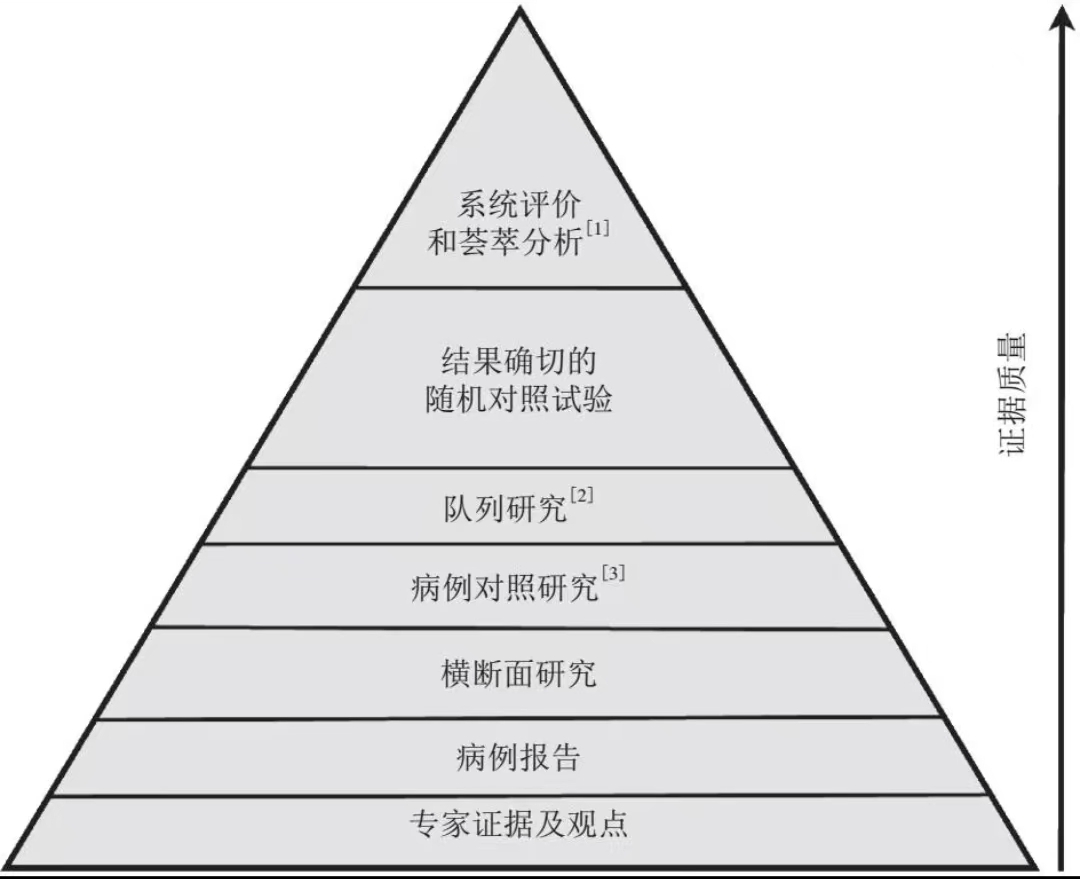 系统评价
和荟萃分析[1]
结果确切的
随机对照试验
队列研究[2]
病例对照研究[3]
横断面研究
病例报告
专家证据及观点
证据质量